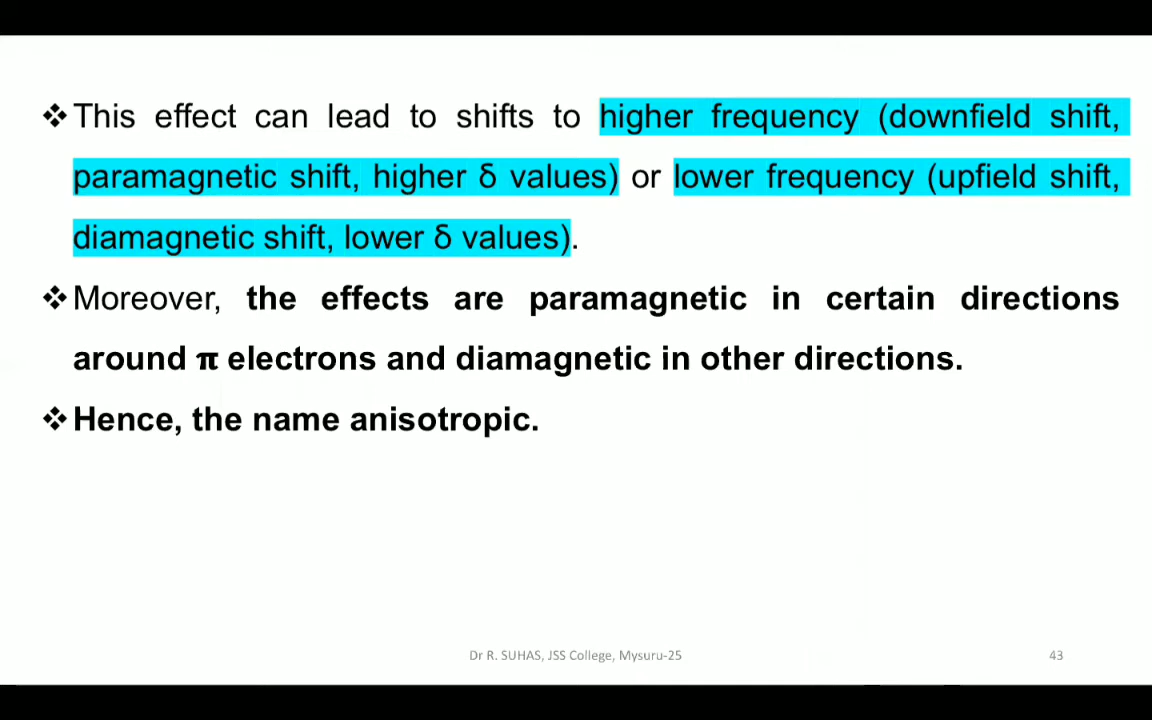 ❖This effect can lead to shifts to higher frequency (downfield shift,
paramagnetic shift, higher δ values) or lower frequency (upfield shift,
diamagnetic shift, lower δ values).
❖Moreover, the effects are paramagnetic in certain directions
around π electrons and diamagnetic in other directions.
❖Hence, the name anisotropic.
Dr R. SUHAS, JSS College, Mysuru-25
43